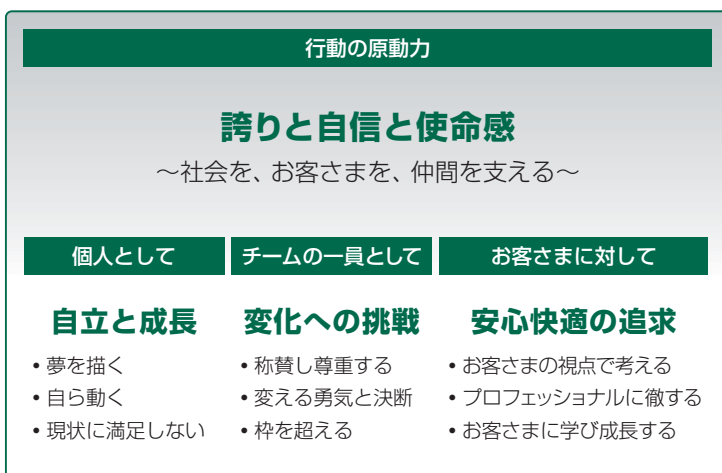 行動の原動力
誇りと自信と使命感
～社会を、お客さまを、仲間を支える～
個人として
自立と成長
• 夢を描く
• 自ら動く
• 現状に満足しない
チームの一員として
変化への挑戦
• 称賛し尊重する
• 変える勇気と決断
• 枠を超える
お客さまに対して
安心快適の追求
• お客さまの視点で考える
• プロフェッショナルに徹する
• お客さまに学び成長する